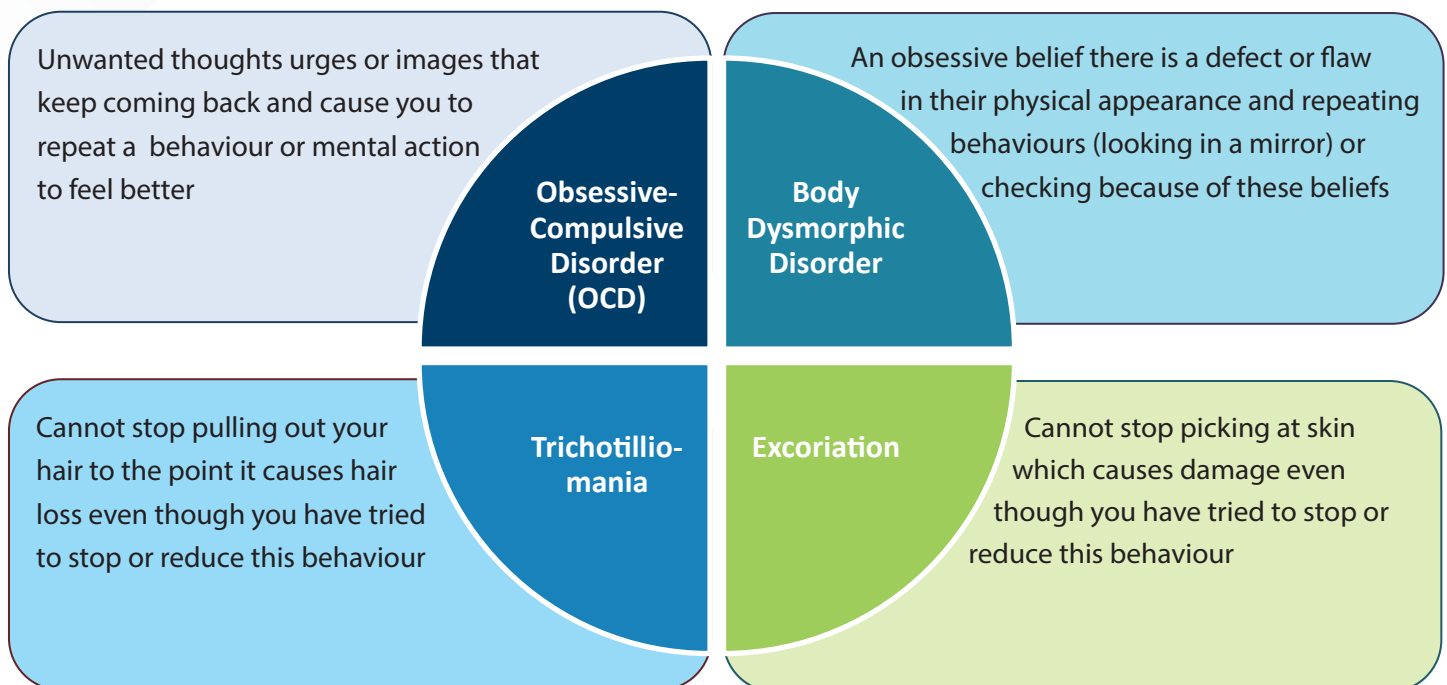 Unwanted thoughts urges or images that
keep coming back and cause you to
repeat a  behaviour or mental action
to feel better
Obsessive-
Compulsive
Disorder
(OCD)
An obsessive belief there is a defect or flaw
in their physical appearance and repeating
behaviours (looking in a mirror) or
checking because of these beliefs
Body
Dysmorphic
Disorder
Cannot stop pulling out your
hair to the point it causes hair
loss even though you have tried
to stop or reduce this behaviour
Trichotillio-
mania
Excoriation
Cannot stop picking at skin
which causes damage even
though you have tried to stop or
reduce this behaviour